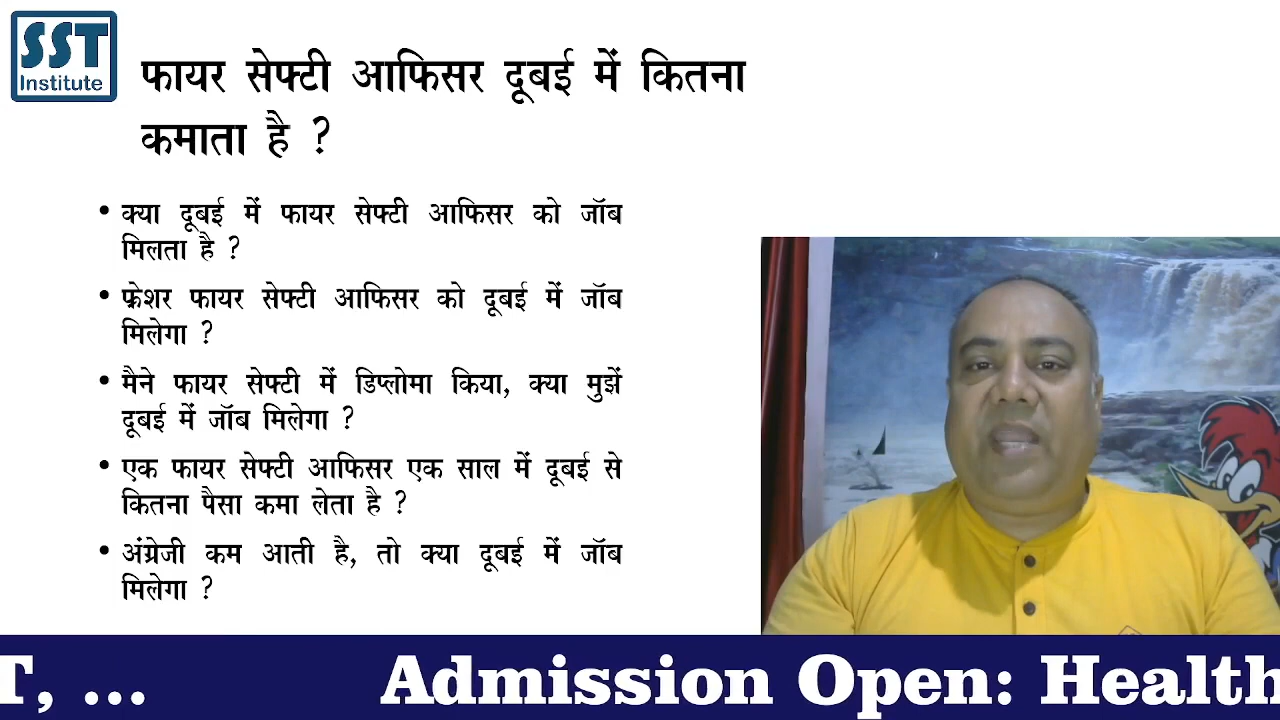 SST
Institute
फायर सेफ्टी आफिसर दूबई में कितना
कमाता है ?
• क्या दूबई में फायर सेफ्टी आफिसर को जॉब
मिलता है ?
• फ्रेशर फायर सेफ्टी आफिसर को दूबई में जॉब
मिलेगा ?
• मैने फायर सेफ्टी में डिप्लोमा किया, क्या मुझें
दूबई में जॉब मिलेगा ?
• एक फायर सेफ्टी आफिसर एक साल में दूबई से
कितना पैसा कमा लेता है ?
• अंग्रेजी कम आती है, तो क्या दूबई में जॉब
मिलेगा ?
T, ... Admission Open: Health